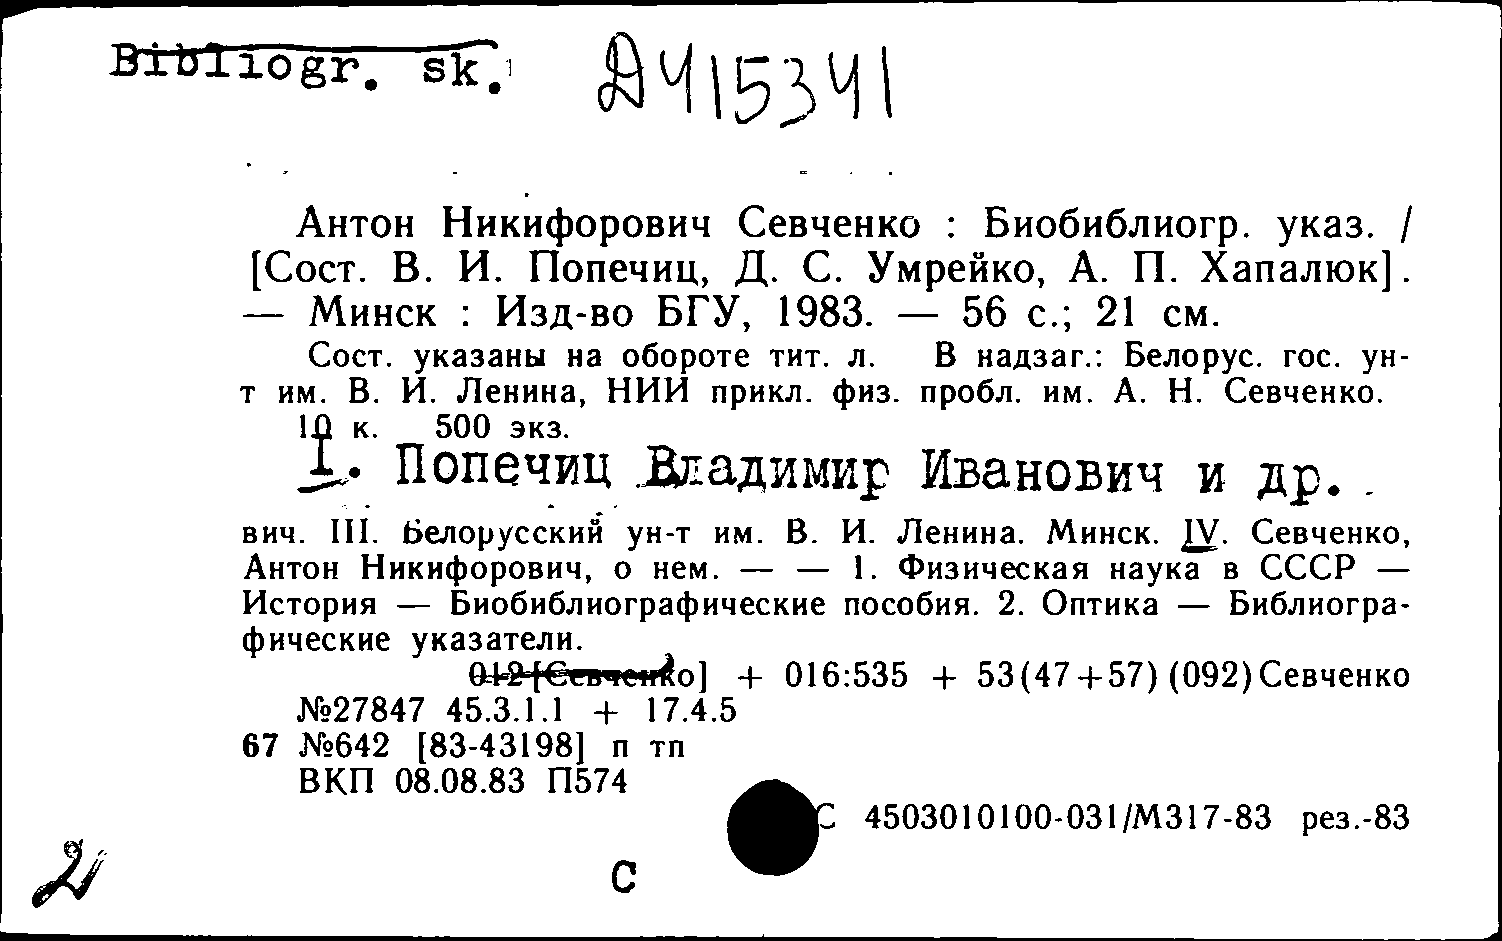 Bibliogr. sk.
Д415341
Антон Никифорович Севченко : Биобиблиогр. указ. /
[Сост. В. И. Попечиц, Д. С. Умрейко, А. П. Хапалюк].
— Минск : Изд-во БГУ, 1983. — 56 с.; 21 см.
Сост. указаны на обороте тит. л. В надзаг.: Белорус. гос. ун-
т им. В. И. Ленина, НИИ прикл. физ. пробл. им. А. Н. Севченко.
10 к. 500 экз.
I. Попечиц Владимир Иванович и др.
вич. III. Белорусский ун-т им. В. И. Ленина. Минск. IV. Севченко,
Антон Никифорович, о нем. — — 1. Физическая наука в СССР —
История — Биобиблиографические пособия. 2. Оптика — Библиогра-
фические указатели.
012[Севченко] + 016:535 + 53(47+57)(092)Севченко
№27847 45.3.1.1 + 17.4.5
67 №642 [83-43198] п тп
ВКП 08.08.83 П574
С 4503010100-031/М317-83 рез.-83
2
С